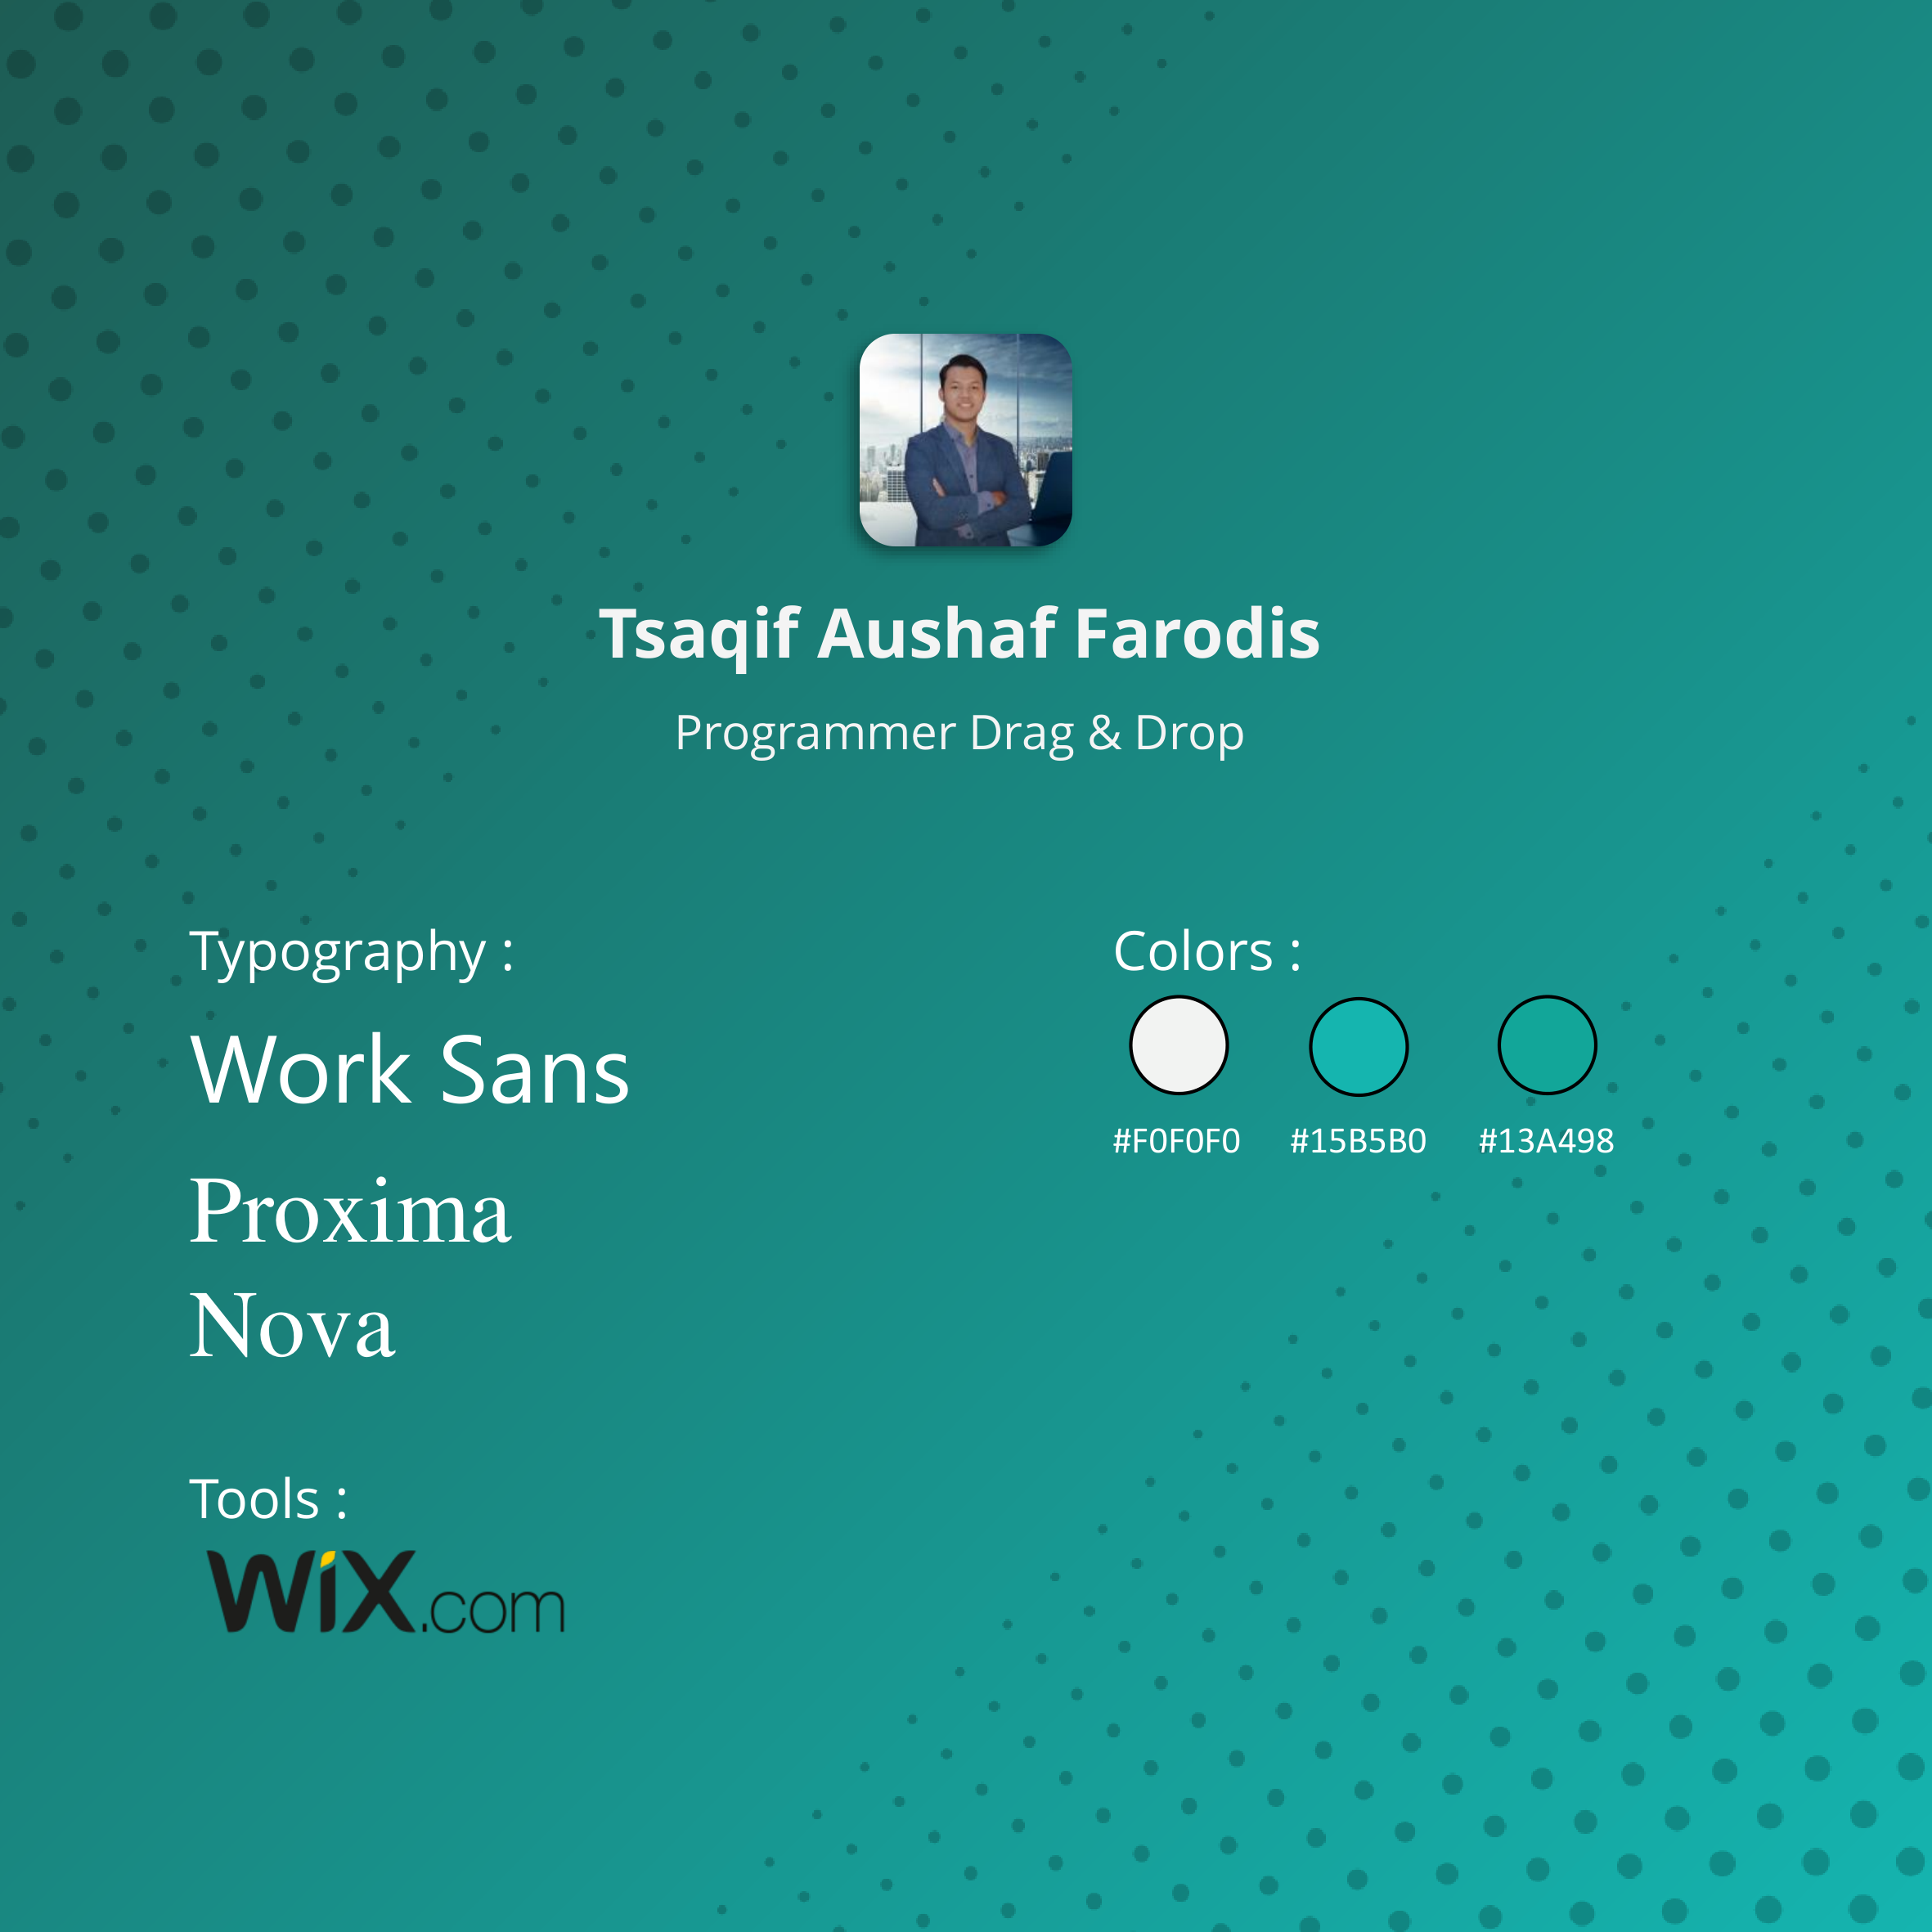 Tsaqif Aushaf Farodis
Programmer Drag & Drop
Typography :
Work Sans
Proxima
Nova
Colors :
#F0F0F0 #15B5B0 #13A498
Tools :
WiX.com